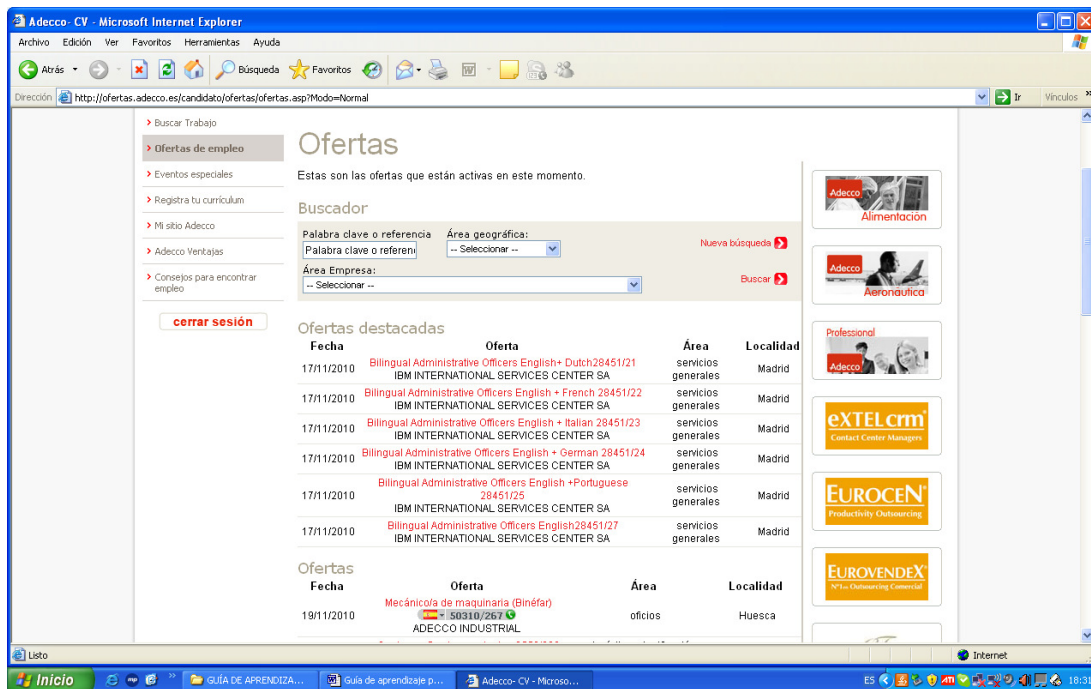 Adecco- CV - Microsoft Internet Explorer
Archivo Edición Ver Favoritos Herramientas Ayuda
Atrás Búsqueda Favoritos
Dirección http://ofertas.adecco.es/candidato/ofertas/ofertas.asp?Modo=Normal Ir Vínculos »
Buscar Trabajo
Ofertas de empleo
Eventos especiales
Registra tu currículum
Mi sitio Adecco
Adecco Ventajas
Consejos para encontrar
empleo
cerrar sesión
Ofertas
Estas son las ofertas que están activas en este momento.
Buscador
Palabra clave o referencia Área geográfica:
Palabra clave o referen -- Seleccionar -- Nueva búsqueda
Área Empresa:
-- Seleccionar -- Buscar
Ofertas destacadas
Fecha Oferta Área Localidad
17/11/2010 Bilingual Administrative Officers English+ Dutch28451/21
IBM INTERNATIONAL SERVICES CENTER SA servicios generales Madrid
17/11/2010 Bilingual Administrative Officers English + French 28451/22
IBM INTERNATIONAL SERVICES CENTER SA servicios generales Madrid
17/11/2010 Bilingual Administrative Officers English + Italian 28451/23
IBM INTERNATIONAL SERVICES CENTER SA servicios generales Madrid
17/11/2010 Bilingual Administrative Officers English + German 28451/24
IBM INTERNATIONAL SERVICES CENTER SA servicios generales Madrid
17/11/2010 Bilingual Administrative Officers English +Portuguese
28451/25
IBM INTERNATIONAL SERVICES CENTER SA servicios generales Madrid
17/11/2010 Bilingual Administrative Officers English28451/27
IBM INTERNATIONAL SERVICES CENTER SA servicios generales Madrid
Ofertas
Fecha Oferta Área Localidad
Mecánico/a de maquinaria (Binéfar)
19/11/2010 50310/267 oficios Huesca
ADECCO INDUSTRIAL
Adecco
Alimentación
Adecco
Aeronáutica
Professional
Adecco
eXTELcrm
Contact Center Managers
EUROCEN
Productivity Outsourcing
EUROVENDEX
Nº1 en Outsourcing Comercial
Listo Internet
Inicio » GUÍA DE APRENDIZA... Guía de aprendizaje p... Adecco- CV - Microso... ES 18:33